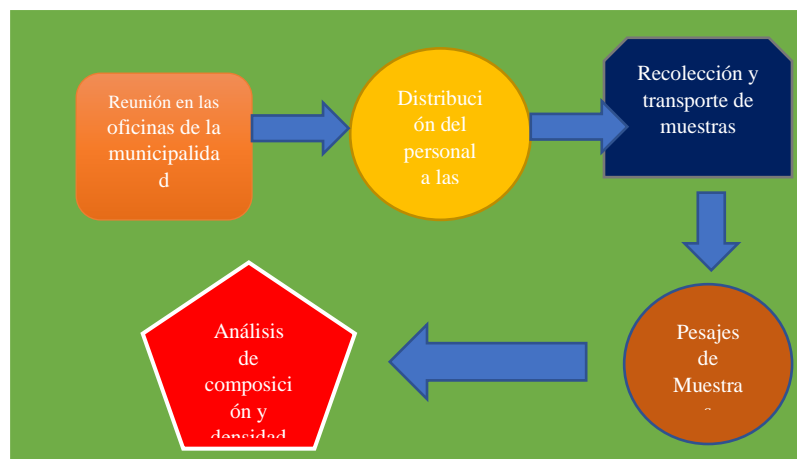 Reunión en las
oficinas de la
municipalida
d
Distribuci
ón del
personal
a las
Recolección y
transporte de
muestras
Pesajes
de
Muestra
Análisis
de
composici
ón y
densidad